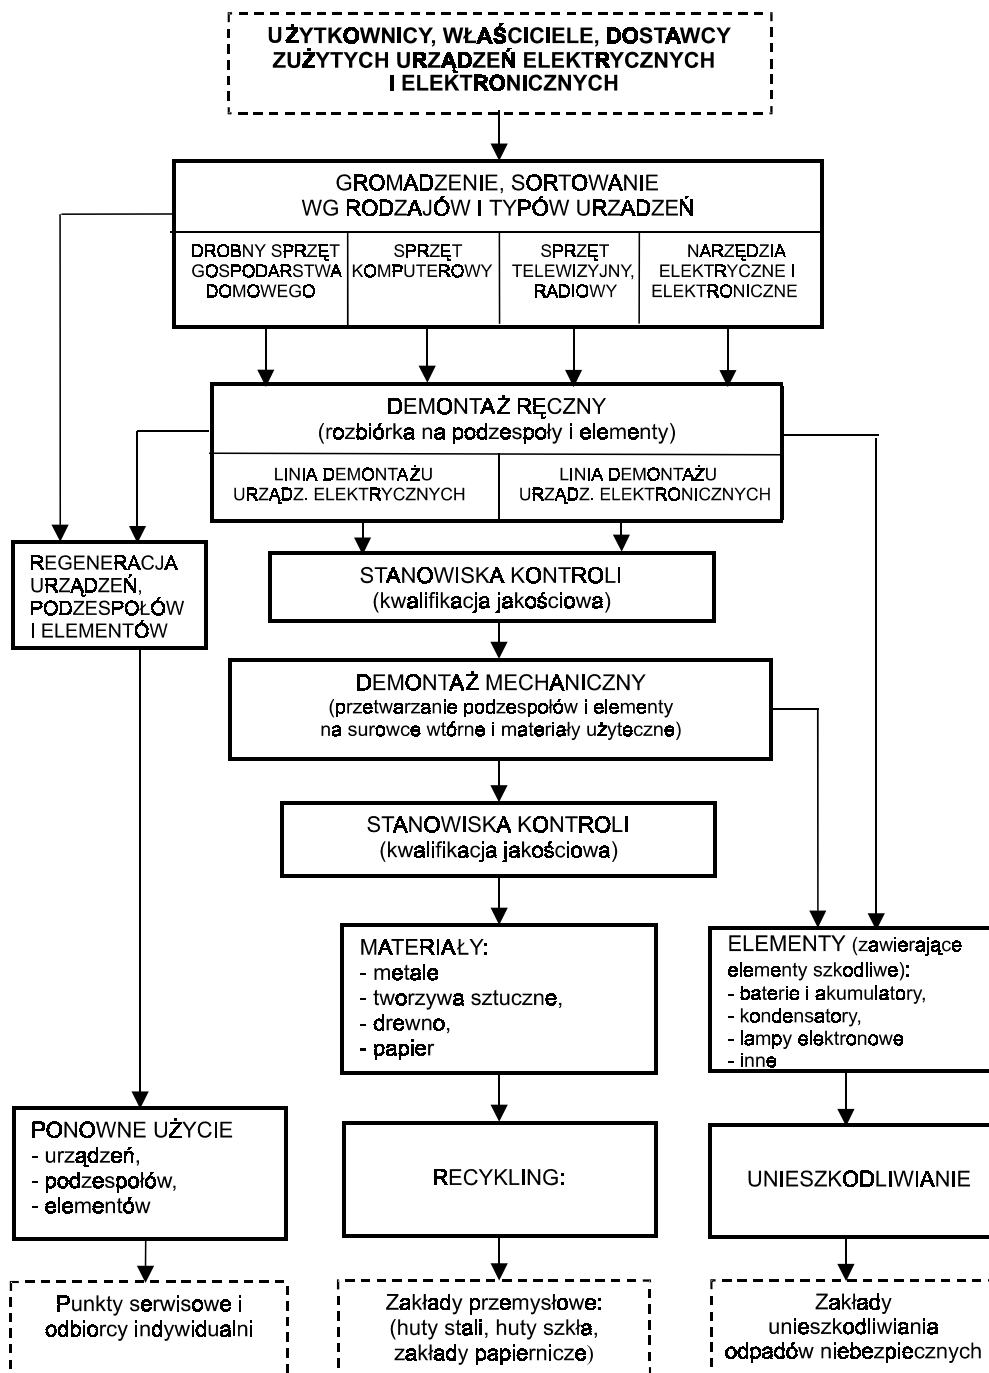 UŻYTKOWNICY, WŁAŚCICIELE, DOSTAWCY
ZUŻYTYCH URZĄDZEŃ ELEKTRYCZNYCH
I ELEKTRONICZNYCH
GROMADZENIE, SORTOWANIE
WG RODZAJÓW I TYPÓW URZADZEŃ
DROBNY SPRZĘT
GOSPODARSTWA
DOMOWEGO
SPRZĘT
KOMPUTEROWY
SPRZĘT
TELEWIZYJNY,
RADIOWY
NARZĘDZIA
ELEKTRYCZNE I
ELEKTRONICZNE
DEMONTAŻ RĘCZNY
(rozbiórka na podzespoły i elementy)
LINIA DEMONTAŻU
URZĄDZ. ELEKTRYCZNYCH
LINIA DEMONTAŻU
URZĄDZ. ELEKTRONICZNYCH
REGENERACJA
URZĄDZEŃ,
PODZESPOŁÓW
I ELEMENTÓW
STANOWISKA KONTROLI
(kwalifikacja jakościowa)
DEMONTAŻ MECHANICZNY
(przetwarzanie podzespołów i elementy
na surowce wtórne i materiały użyteczne)
STANOWISKA KONTROLI
(kwalifikacja jakościowa)
MATERIAŁY:
- metale
- tworzywa sztuczne,
- drewno,
- papier
ELEMENTY (zawierające
elementy szkodliwe):
- baterie i akumulatory,
- kondensatory,
- lampy elektronowe
- inne
PONOWNE UŻYCIE
- urządzeń,
- podzespołów,
- elementów
RECYKLING:
UNIESZKODLIWIANIE
Punkty serwisowe i
odbiorcy indywidualni
Zakłady przemysłowe:
(huty stali, huty szkła,
zakłady papiernicze)
Zakłady
unieszkodliwiania
odpadów niebezpiecznych